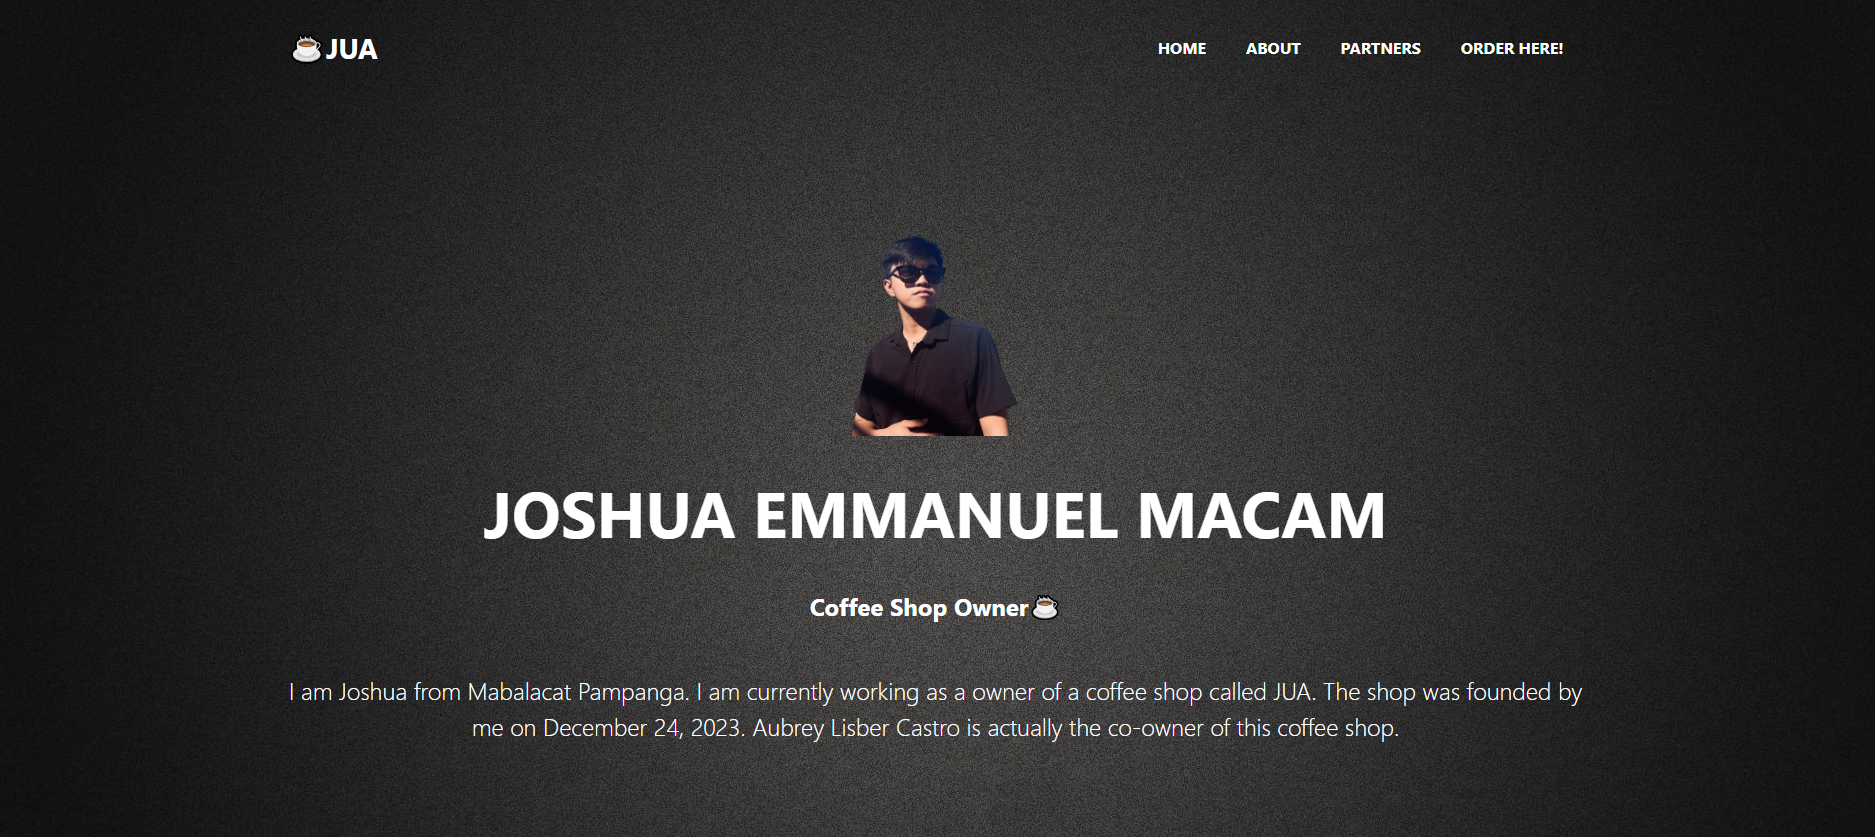 ☕JUA
HOME ABOUT PARTNERS ORDER HERE!
JOSHUA EMMANUEL MACAM
Coffee Shop Owner☕
I am Joshua from Mabalacat Pampanga. I am currently working as a owner of a coffee shop called JUA. The shop was founded by
me on December 24, 2023. Aubrey Lisber Castro is actually the co-owner of this coffee shop.